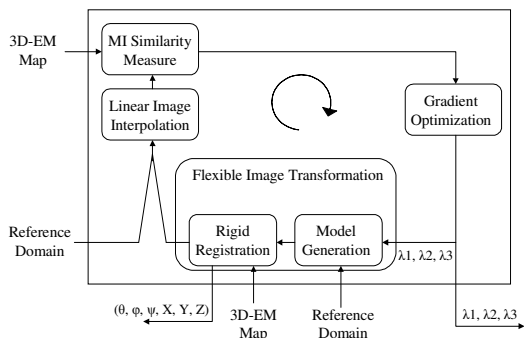 3D-EM
Map
MI Similarity
Measure
Linear Image
Interpolation
Gradient
Optimization
Flexible Image Transformation
Reference
Domain
Rigid
Registration
Model
Generation
λ1, λ2, λ3
(θ, φ, ψ, X, Y, Z)
3D-EM
Map
Reference
Domain
λ1, λ2, λ3